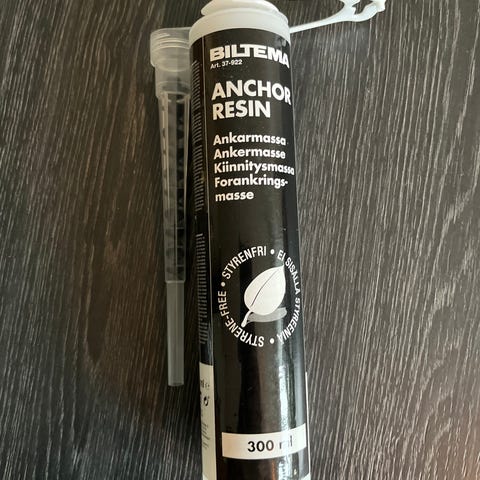 BILTEMA
Art. 37-922
ANCHOR
RESIN
Ankarmassa
Ankermasse
Kiinnitysmassa
Forankrings-
masse
STYRENE-FREE • STYRENFRI • EI SISÄLLÄ STYREENIÄ •
300 ml